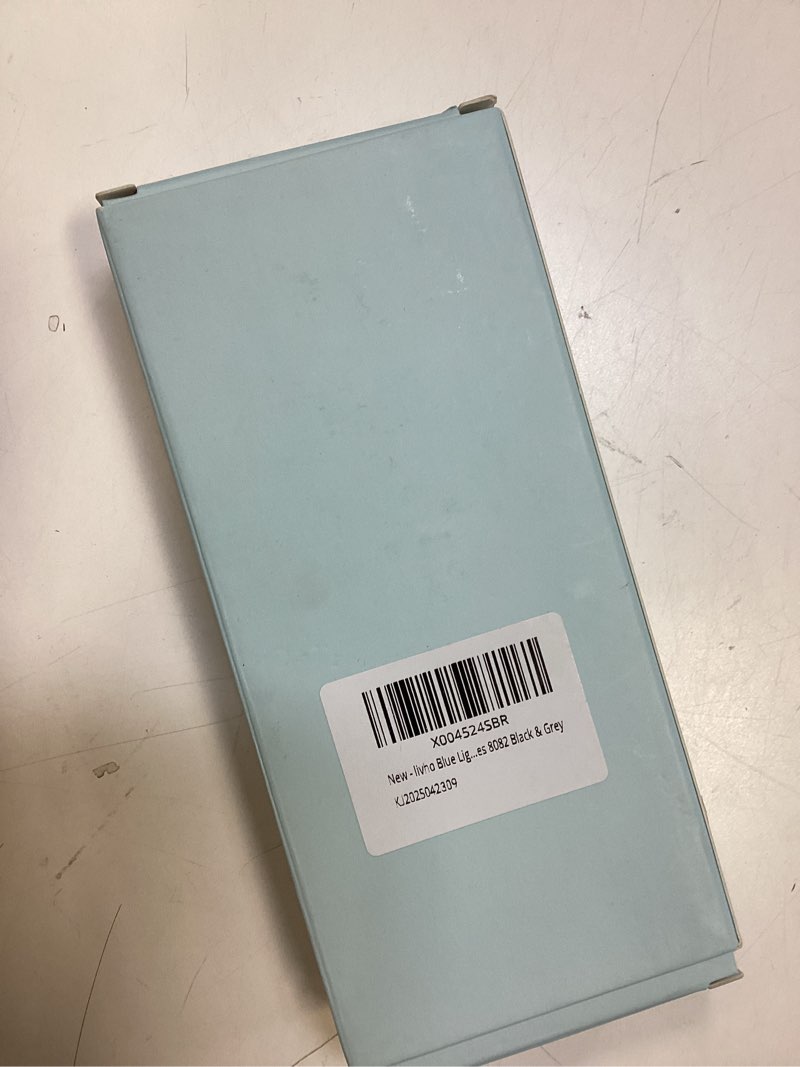 X004524SBR
New - livho Blue Lig...es 8082 Black & Grey
KJ2025042309